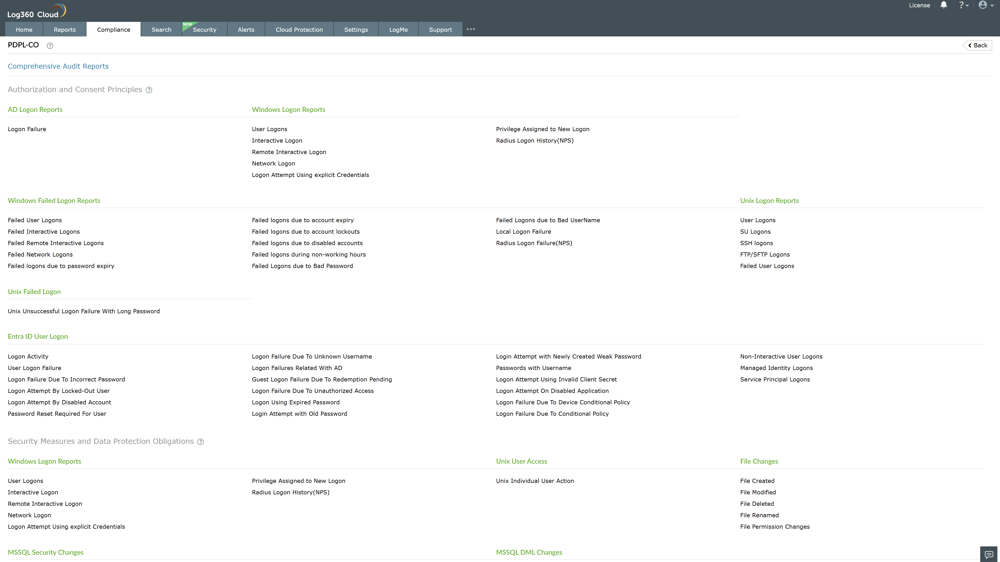 Log360 Cloud
License
?
Home
Reports
Compliance
Search
NEW
Security
Alerts
Cloud Protection
Settings
LogMe
Support
•••
PDPL-CO ?
Back
Comprehensive Audit Reports
Authorization and Consent Principles ?
AD Logon Reports
Logon Failure
Windows Logon Reports
User Logons
Interactive Logon
Remote Interactive Logon
Network Logon
Logon Attempt Using explicit Credentials
Privilege Assigned to New Logon
Radius Logon History(NPS)
Windows Failed Logon Reports
Failed User Logons
Failed Interactive Logons
Failed Remote Interactive Logons
Failed Network Logons
Failed logons due to password expiry
Failed logons due to account expiry
Failed logons due to account lockouts
Failed logons due to disabled accounts
Failed logons during non-working hours
Failed Logons due to Bad Password
Failed Logons due to Bad UserName
Local Logon Failure
Radius Logon Failure(NPS)
Unix Logon Reports
User Logons
SU Logons
SSH logons
FTP/SFTP Logons
Failed User Logons
Unix Failed Logon
Unix Unsuccessful Logon Failure With Long Password
Entra ID User Logon
Logon Activity
User Logon Failure
Logon Failure Due To Incorrect Password
Logon Attempt By Locked-Out User
Logon Attempt By Disabled Account
Password Reset Required For User
Logon Failure Due To Unknown Username
Logon Failures Related With AD
Guest Logon Failure Due To Redemption Pending
Logon Failure Due To Unauthorized Access
Logon Using Expired Password
Login Attempt with Old Password
Login Attempt with Newly Created Weak Password
Passwords with Username
Logon Attempt Using Invalid Client Secret
Logon Attempt On Disabled Application
Logon Failure Due To Device Conditional Policy
Logon Failure Due To Conditional Policy
Non-Interactive User Logons
Managed Identity Logons
Service Principal Logons
Security Measures and Data Protection Obligations ?
Windows Logon Reports
User Logons
Interactive Logon
Remote Interactive Logon
Network Logon
Logon Attempt Using explicit Credentials
Privilege Assigned to New Logon
Radius Logon History(NPS)
Unix User Access
Unix Individual User Action
File Changes
File Created
File Modified
File Deleted
File Renamed
File Permission Changes
MSSQL Security Changes
MSSQL DML Changes